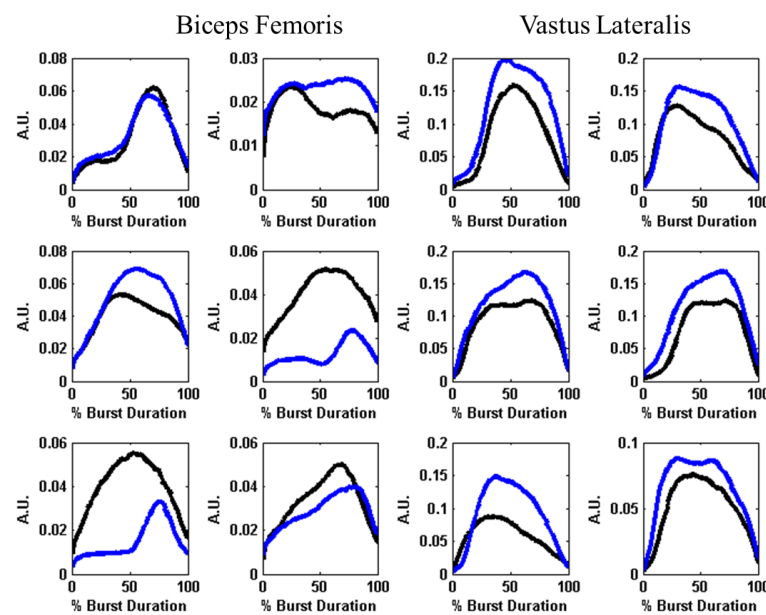 Biceps Femoris Vastus Lateralis
0.08 0.03 0.2 0.2
0.06 0.15 0.15
0.02
0.04 0.1 0.1
0.01
0.02 0.05 0.05
0 0 0 0
A.U. A.U. A.U. A.U.
0 50 100 0 50 100 0 50 100 0 50 100
% Burst Duration % Burst Duration % Burst Duration % Burst Duration
0.08 0.06 0.2 0.2
0.06 0.15 0.15
0.04
0.04 0.1 0.1
0.02
0.02 0.05 0.05
0 0 0 0
A.U. A.U. A.U. A.U.
0 50 100 0 50 100 0 50 100 0 50 100
% Burst Duration % Burst Duration % Burst Duration % Burst Duration
0.06 0.06 0.2 0.1
0.15
0.04 0.04
0.1 0.05
0.02 0.02
0.05
0 0 0 0
A.U. A.U. A.U. A.U.
0 50 100 0 50 100 0 50 100 0 50 100
% Burst Duration % Burst Duration % Burst Duration % Burst Duration